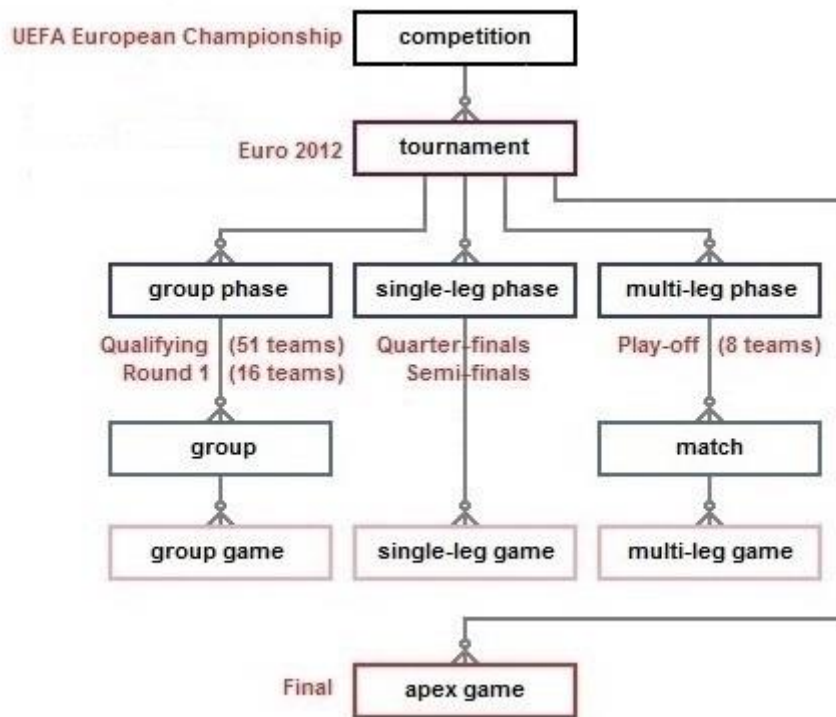 UEFA European Championship competition
Euro 2012 tournament
group phase single-leg phase multi-leg phase
Qualifying (51 teams) Quarter-finals Play-off (8 teams)
Round 1 (16 teams) Semi-finals
group match
group game single-leg game multi-leg game
Final apex game